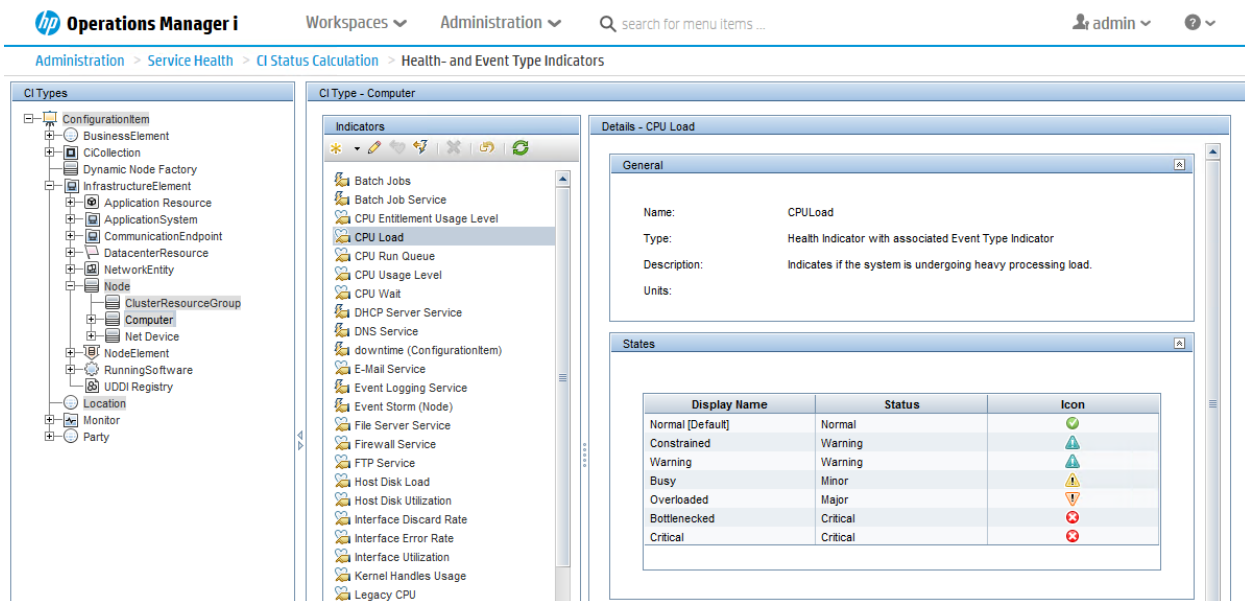 hp Operations Manager i Workspaces Administration search for menu items ... admin ?
Administration > Service Health > CI Status Calculation > Health- and Event Type Indicators
CI Types
ConfigurationItem
BusinessElement
CiCollection
Dynamic Node Factory
InfrastructureElement
Application Resource
ApplicationSystem
CommunicationEndpoint
DatacenterResource
NetworkEntity
Node
ClusterResourceGroup
Computer
Net Device
NodeElement
RunningSoftware
UDDI Registry
Location
Monitor
Party
CI Type - Computer
Indicators
Batch Jobs
Batch Job Service
CPU Entitlement Usage Level
CPU Load
CPU Run Queue
CPU Usage Level
CPU Wait
DHCP Server Service
DNS Service
downtime (ConfigurationItem)
E-Mail Service
Event Logging Service
Event Storm (Node)
File Server Service
Firewall Service
FTP Service
Host Disk Load
Host Disk Utilization
Interface Discard Rate
Interface Error Rate
Interface Utilization
Kernel Handles Usage
Legacy CPU
Details - CPU Load
General
Name: CPULoad
Type: Health Indicator with associated Event Type Indicator
Description: Indicates if the system is undergoing heavy processing load.
Units:
States
Display Name Status Icon
Normal [Default] Normal
Constrained Warning
Warning Warning
Busy Minor
Overloaded Major
Bottlenecked Critical
Critical Critical